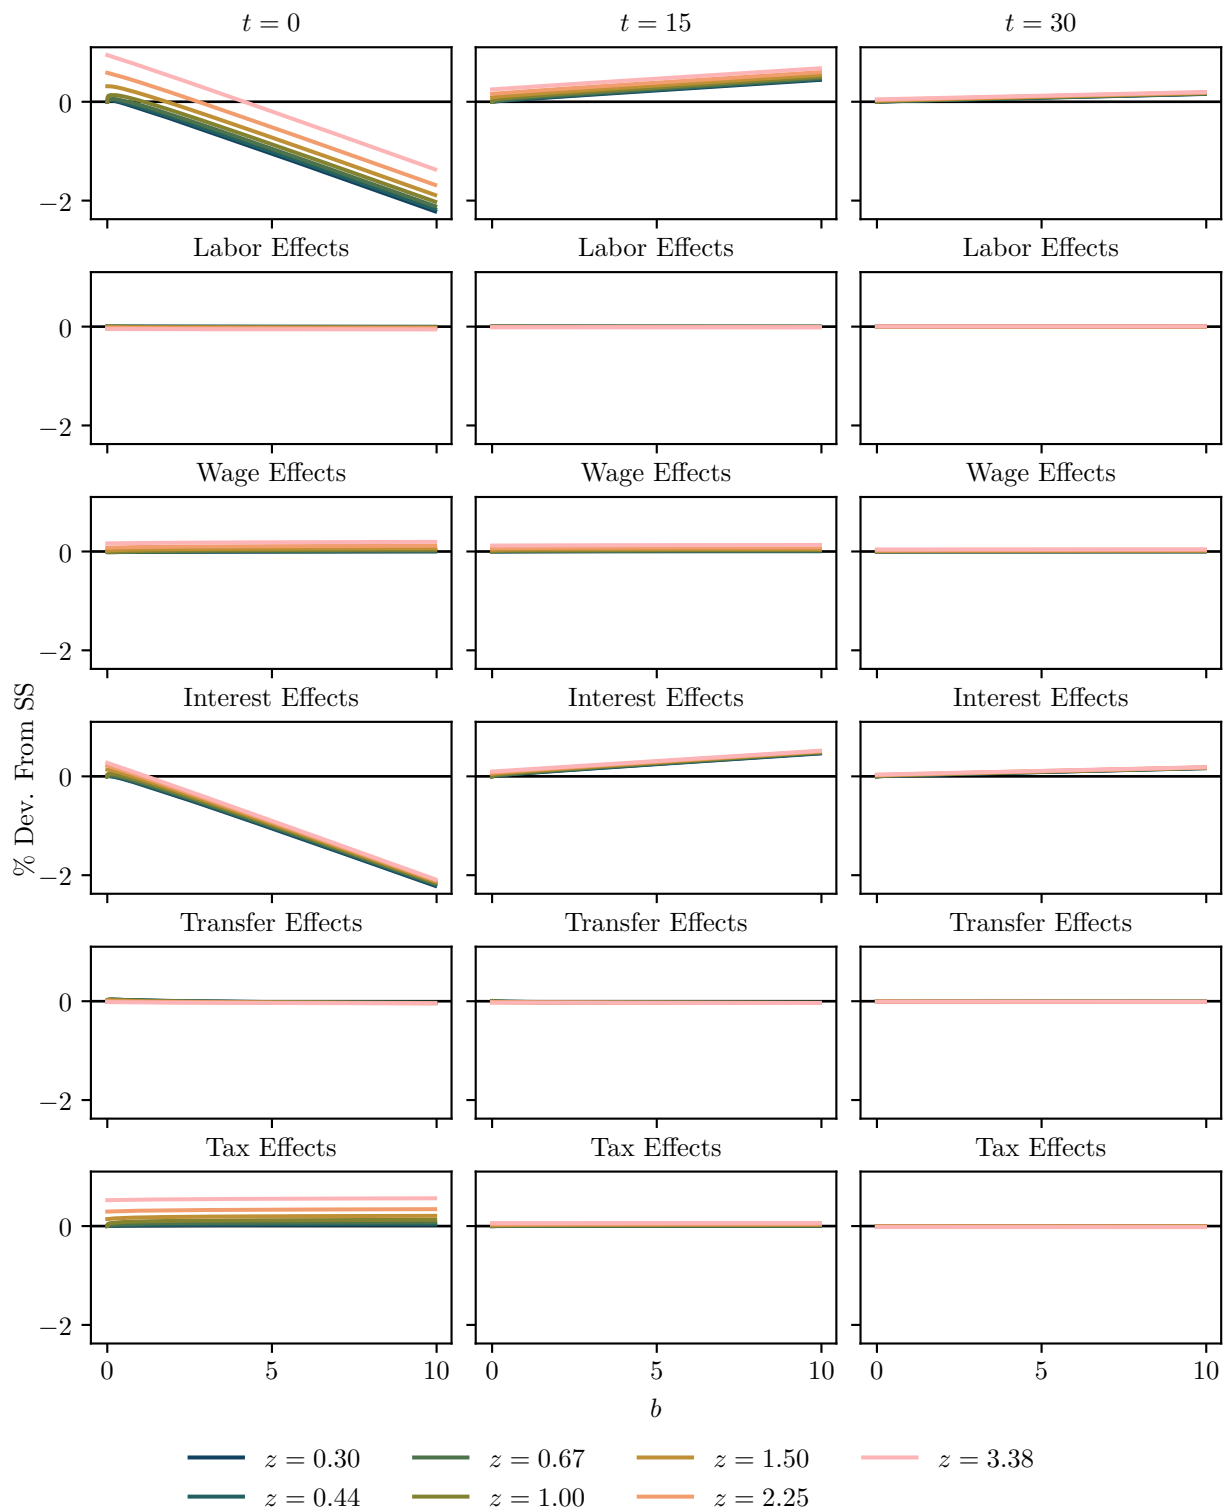 t = 0 t = 15 t = 30
0
−2
Labor Effects Labor Effects Labor Effects
0
−2
Wage Effects Wage Effects Wage Effects
0
−2
Interest Effects Interest Effects Interest Effects
0
−2
% Dev. From SS
Transfer Effects Transfer Effects Transfer Effects
0
−2
Tax Effects Tax Effects Tax Effects
0
−2
0 5 10 0 5 10 0 5 10
b
z = 0.30 z = 0.67 z = 1.50 z = 3.38
z = 0.44 z = 1.00 z = 2.25